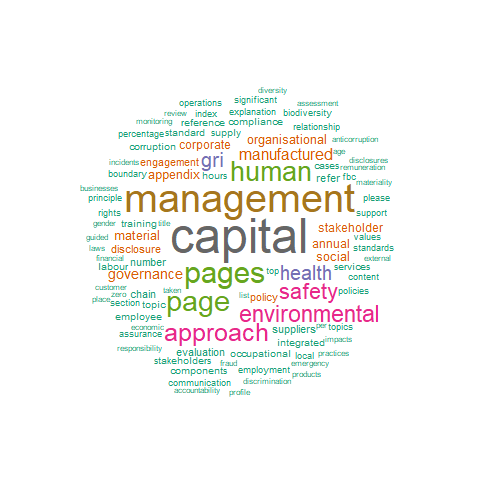 diversity
operations significant assessment
review index explanation biodiversity
monitoring reference compliance relationship
percentage standard supply organisational anticorruption
corruption corporate manufactured age
incidents engagement gri human cases disclosures
boundary appendix hours refer fbc remuneration
businesses management materiality
principle please
rights capital support
gender training title stakeholder
guided material annual values
laws disclosure social standards
financial number pages top health services external
labour governance content
customer chain taken page list policy safety policies
place zero section topic environmental
employee approach suppliers per topics
economic assurance integrated impacts
responsibility evaluation occupational local practices
stakeholders fraud emergency
components employment products
communication discrimination
accountability profile